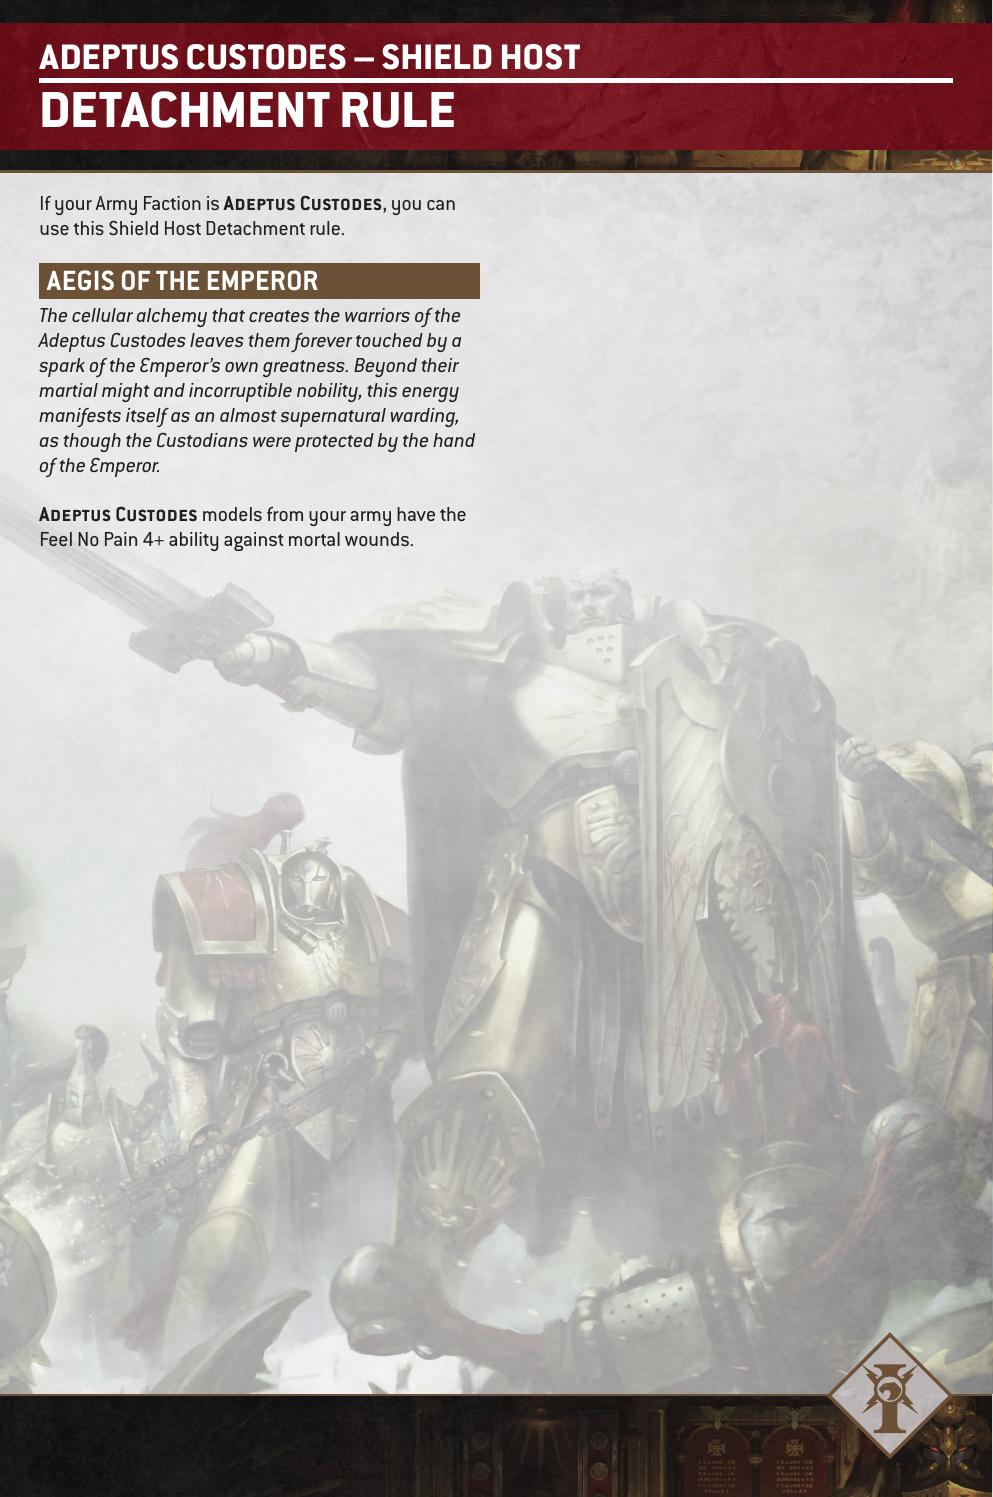 ADEPTUS CUSTODES – SHIELD HOST
DETACHMENT RULE
If your Army Faction is ADEPTUS CUSTODES, you can
use this Shield Host Detachment rule.
AEGIS OF THE EMPEROR
The cellular alchemy that creates the warriors of the
Adeptus Custodes leaves them forever touched by a
spark of the Emperor’s own greatness. Beyond their
martial might and incorruptible nobility, this energy
manifests itself as an almost supernatural warding,
as though the Custodians were protected by the hand
of the Emperor.
ADEPTUS CUSTODES models from your army have the
Feel No Pain 4+ ability against mortal wounds.